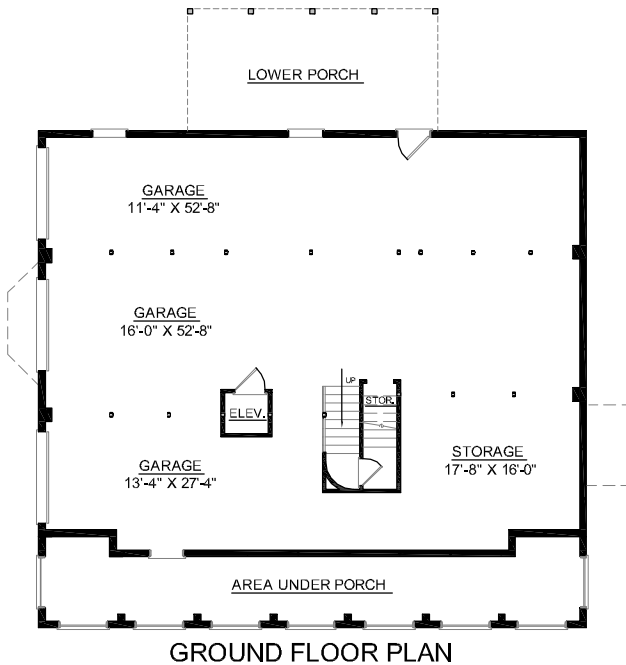 LOWER PORCH
GARAGE
11'-4" X 52'-8"
GARAGE
16'-0" X 52'-8"
UP
STOR.
ELEV.
GARAGE
13'-4" X 27'-4"
STORAGE
17'-8" X 16'-0"
AREA UNDER PORCH
GROUND FLOOR PLAN